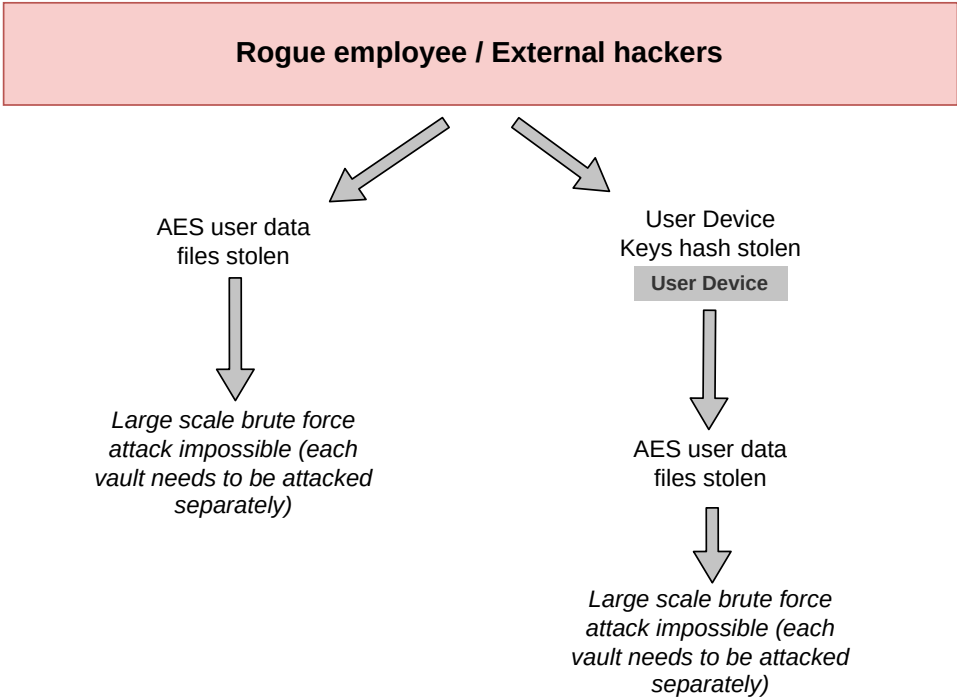 Rogue employee / External hackers
AES user data
files stolen
Large scale brute force
attack impossible (each
vault needs to be attacked
separately)
User Device
Keys hash stolen
User Device
AES user data
files stolen
Large scale brute force
attack impossible (each
vault needs to be attacked
separately)